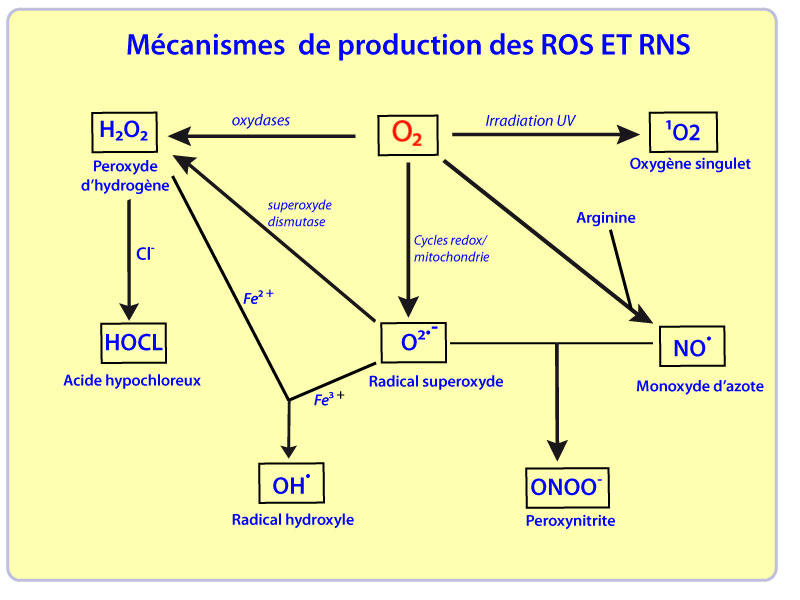 Mécanismes  de production des ROS ET RNS
H₂O₂
oxydases
O₂
Irradiation UV
¹O2
Peroxyde
d’hydrogène
Oxygène singulet
superoxyde
dismutase
Arginine
Cycles redox/
mitochondrie
Cl⁻
Fe²⁺
HOCL
O²·⁻
NO•
Acide hypochloreux
Radical superoxyde
Monoxyde d’azote
Fe³⁺
OH•
ONOO⁻
Radical hydroxyle
Peroxynitrite